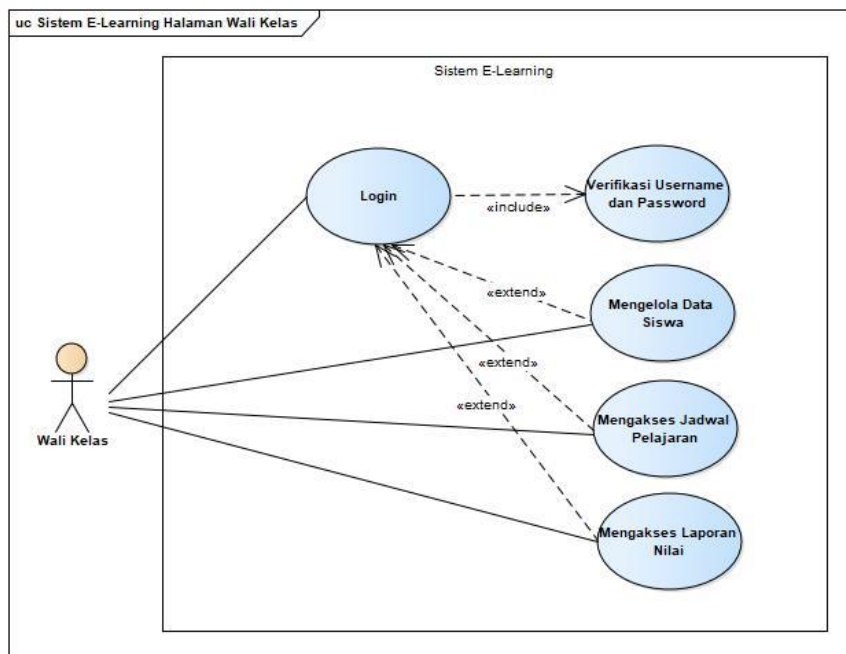 uc Sistem E-Learning Halaman Wali Kelas
Sistem E-Learning
Login
Verifikasi Username
dan Password
«include»
«extend»
Mengelola Data
Siswa
«extend»
«extend»
Mengakses Jadwal
Pelajaran
Wali Kelas
Mengakses Laporan
Nilai